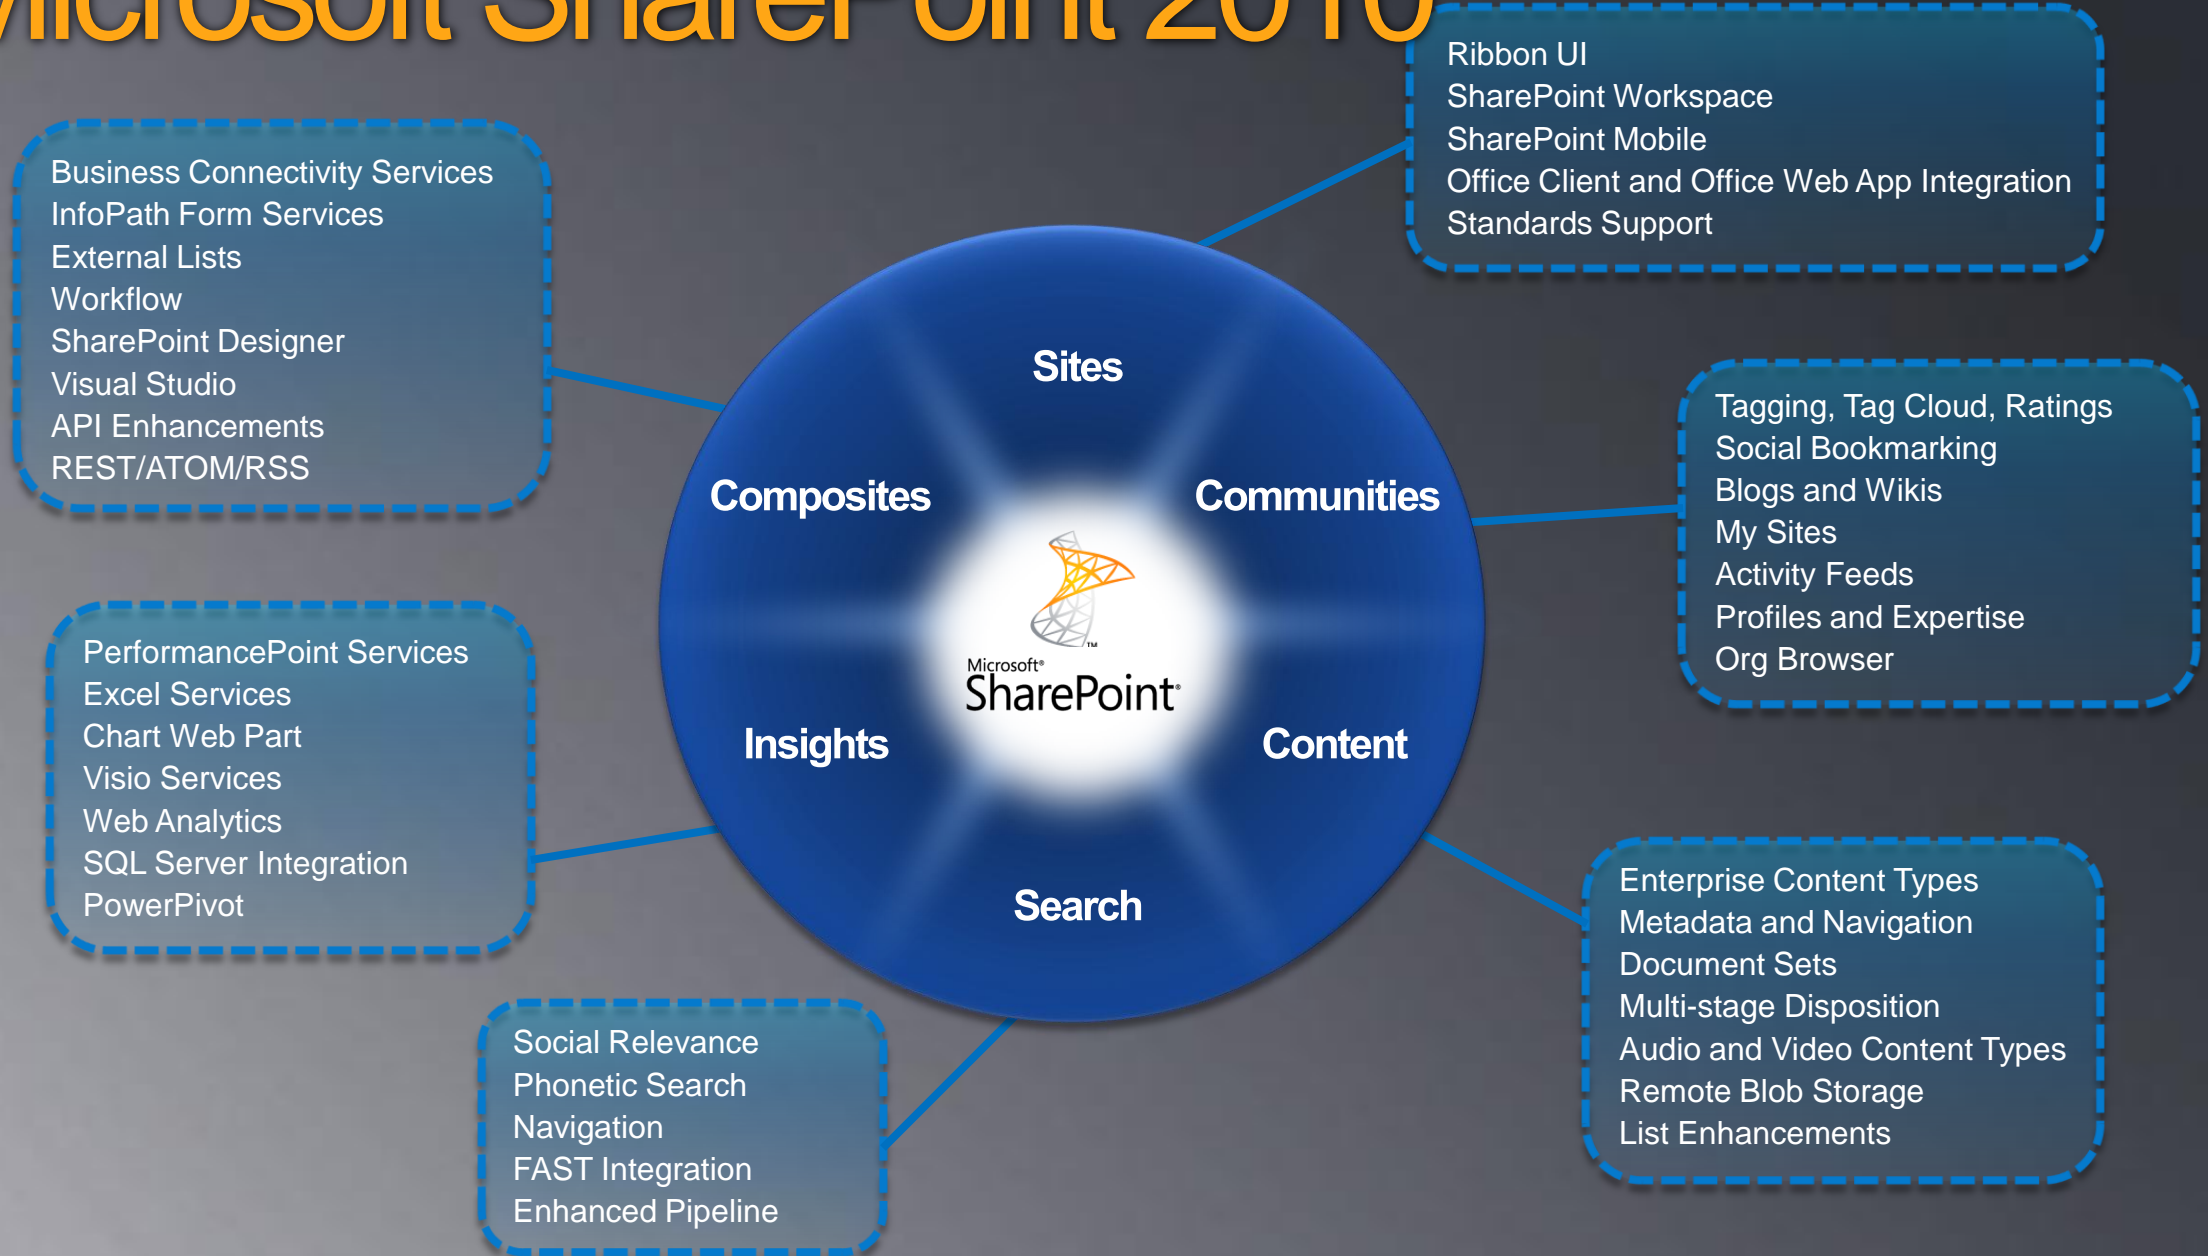 Microsoft SharePoint 2010
Ribbon UI
SharePoint Workspace
SharePoint Mobile
Office Client and Office Web App Integration
Standards Support
Business Connectivity Services
InfoPath Form Services
External Lists
Workflow
SharePoint Designer
Visual Studio
API Enhancements
REST/ATOM/RSS
Sites
Composites
Communities
Insights
Content
Search
Microsoft®
SharePoint®
TM
Tagging, Tag Cloud, Ratings
Social Bookmarking
Blogs and Wikis
My Sites
Activity Feeds
Profiles and Expertise
Org Browser
PerformancePoint Services
Excel Services
Chart Web Part
Visio Services
Web Analytics
SQL Server Integration
PowerPivot
Enterprise Content Types
Metadata and Navigation
Document Sets
Multi-stage Disposition
Audio and Video Content Types
Remote Blob Storage
List Enhancements
Social Relevance
Phonetic Search
Navigation
FAST Integration
Enhanced Pipeline